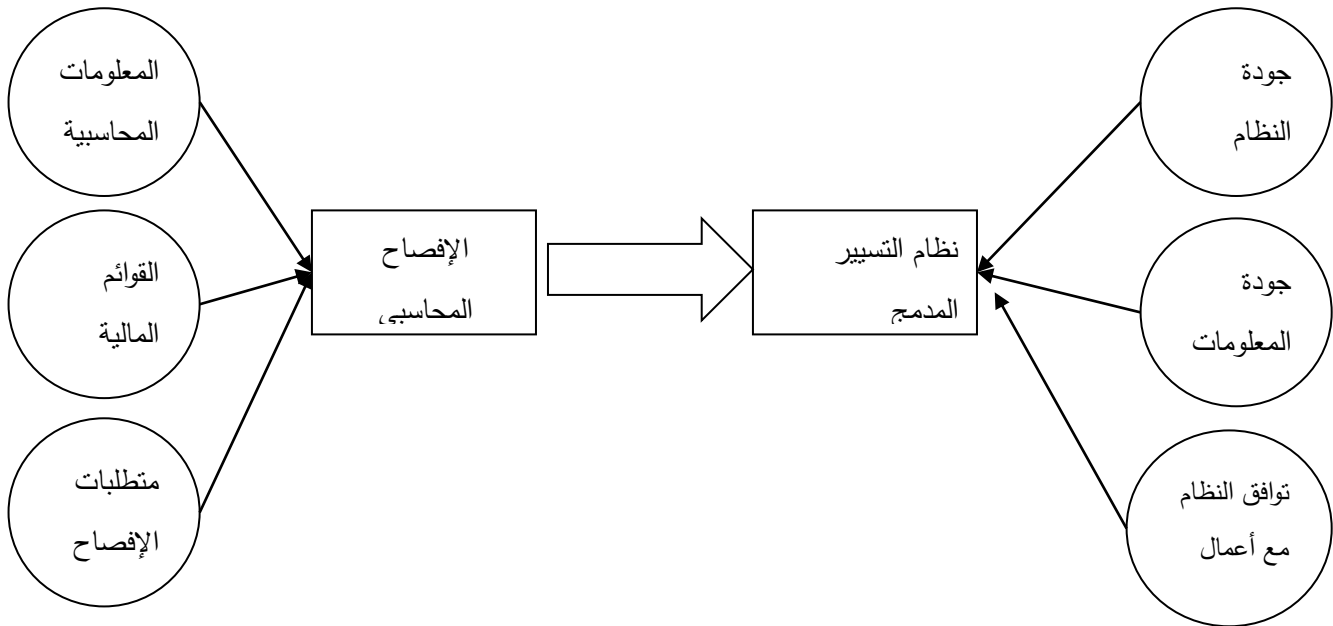 جودة
النظام
جودة
المعلومات
توافق النظام
مع أعمال
نظام التسيير
المدمج
الإفصاح
المحاسبي
المعلومات
المحاسبية
القوائم
المالية
متطلبات
الإفصاح